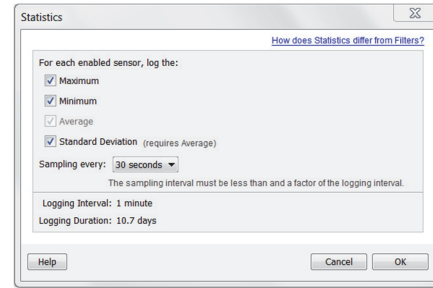 Statistics
How does Statistics differ from Filters?
For each enabled sensor, log the:
Maximum
Minimum
Average
Standard Deviation (requires Average)
Sampling every: 30 seconds
The sampling interval must be less than and a factor of the logging interval.
Logging Interval: 1 minute
Logging Duration: 10.7 days
Help Cancel OK